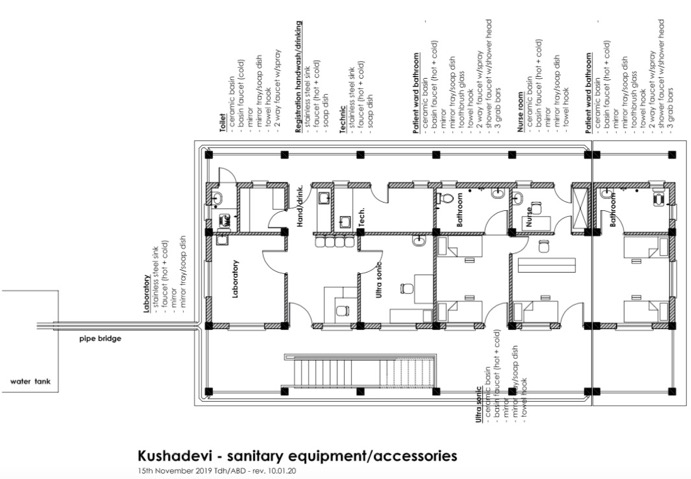 Toilet
- ceramic basin
- basin faucet (cold)
- mirror
- mirror tray/soap dish
- towel hook
- 2 way faucet w/spray
Registration handwash/drinking
- stainless steel sink
- faucet (hot + cold)
- soap dish
Technic
- stainless steel sink
- faucet (hot + cold)
- soap dish
Patient ward bathroom
- ceramic basin
- basin faucet (hot + cold)
- mirror
- mirror tray/soap dish
- toothbrush glass
- towel hook
- 2 way faucet w/spray
- shower faucet w/shower head
- 3 grab bars
Nurse room
- ceramic basin
- basin faucet (hot + cold)
- mirror
- mirror tray/soap dish
- towel hook
Patient ward bathroom
- ceramic basin
- basin faucet (hot + cold)
- mirror
- mirror tray/soap dish
- toothbrush glass
- towel hook
- 2 way faucet w/spray
- shower faucet w/shower head
- 3 grab bars
Laboratory
- stainless steel sink
- faucet (hot + cold)
- mirror
- mirror tray/soap dish
Hand/drink.
Tech.
Bathroom
Nurse
Bathroom
Laboratory
Ultra sonic
pipe bridge
water tank
Ultra sonic
- ceramic basin
- basin faucet (hot + cold)
- mirror
- mirror tray/soap dish
- towel hook
Kushadevi - sanitary equipment/accessories
15th November 2019 Tdh/ABD - rev. 10.01.20